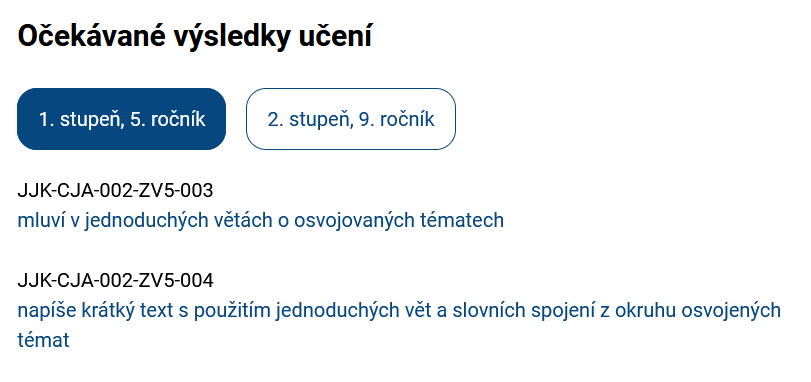 Očekávané výsledky učení
1. stupeň, 5. ročník
2. stupeň, 9. ročník
JJK-CJA-002-ZV5-003
mluví v jednoduchých větách o osvojovaných tématech
JJK-CJA-002-ZV5-004
napíše krátký text s použitím jednoduchých vět a slovních spojení z okruhu osvojených
témat